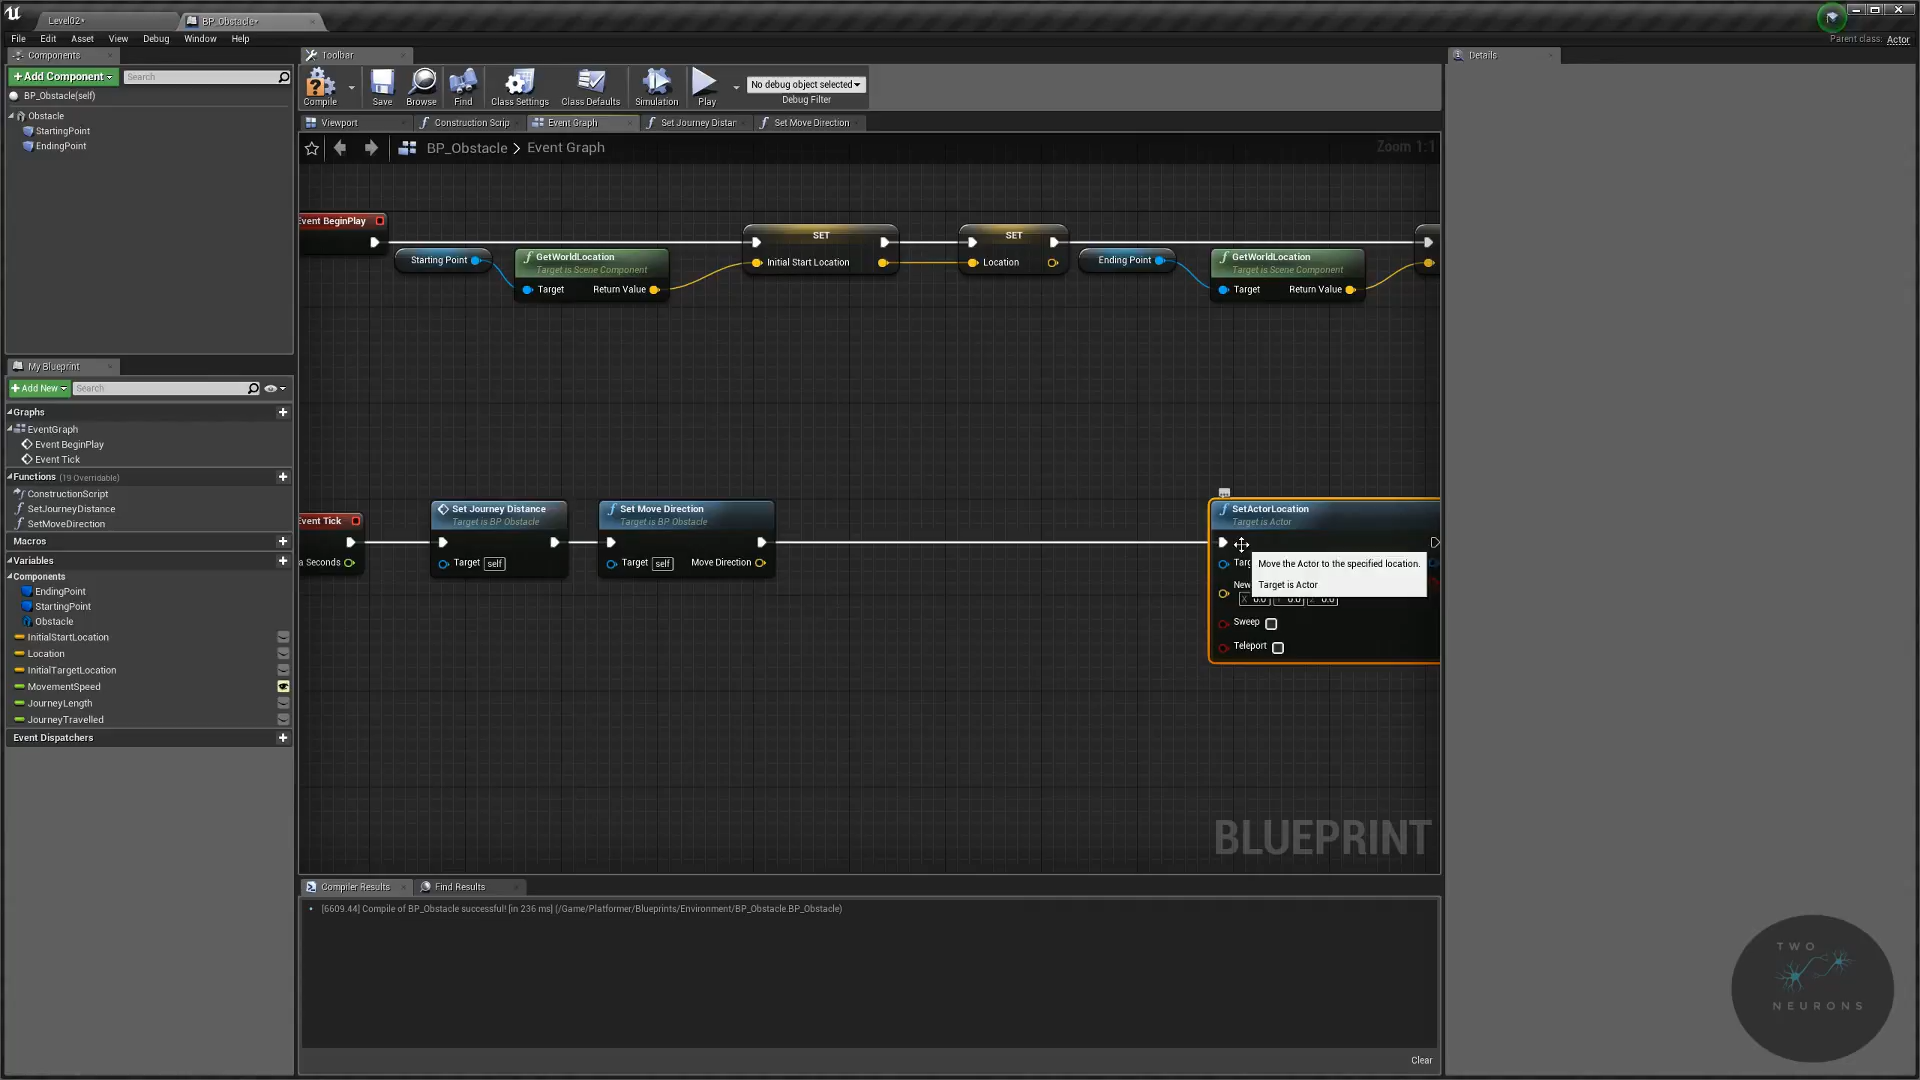 Level02*
BP_Obstacle*
File Edit Asset View Debug Window Help
Parent class: Actor
Components
+Add Component
Search
BP_Obstacle(self)
Obstacle
StartingPoint
EndingPoint
My Blueprint
+Add New
Search
Graphs
EventGraph
Event BeginPlay
Event Tick
Functions (19 Overridable)
ConstructionScript
SetJourneyDistance
SetMoveDirection
Macros
Variables
Components
EndingPoint
StartingPoint
Obstacle
InitialStartLocation
Location
InitialTargetLocation
MovementSpeed
JourneyLength
JourneyTravelled
Event Dispatchers
Toolbar
Compile
Save
Browse
Find
Class Settings
Class Defaults
Simulation
Play
No debug object selected
Debug Filter
Viewport
Construction Scrip
Event Graph
Set Journey Distar
Set Move Direction
BP_Obstacle > Event Graph
Zoom 1:1
Event BeginPlay
Starting Point
GetWorldLocation
Target is Scene Component
Target Return Value
SET
Initial Start Location
SET
Location
Ending Point
GetWorldLocation
Target is Scene Component
Target Return Value
Event Tick
a Seconds
Set Journey Distance
Target is BP Obstacle
Target self
Set Move Direction
Target is BP Obstacle
Target self Move Direction
SetActorLocation
Target is Actor
Targ
New
X 0.0 Y 0.0 Z 0.0
Sweep
Teleport
Move the Actor to the specified location.
Target is Actor
BLUEPRINT
Compiler Results
Find Results
[6609.44] Compile of BP_Obstacle successful! [in 236 ms] (/Game/Platformer/Blueprints/Environment/BP_Obstacle.BP_Obstacle)
Clear
Details
TWO
NEURONS